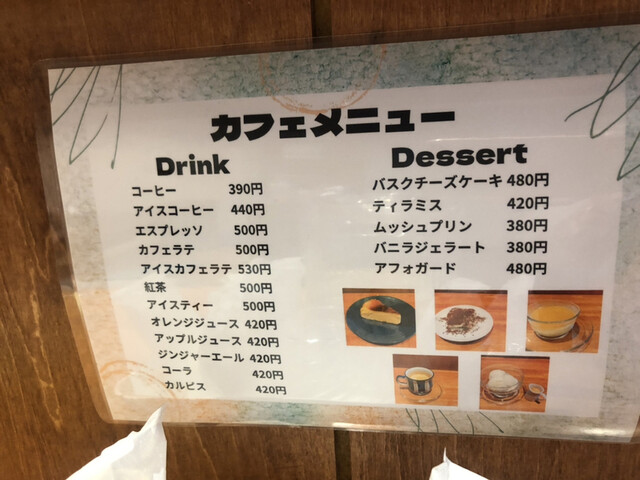 カフェメニュー
Drink
コーヒー 390円
アイスコーヒー 440円
エスプレッソ 500円
カフェラテ 500円
アイスカフェラテ 530円
紅茶 500円
アイスティー 500円
オレンジジュース 420円
アップルジュース 420円
ジンジャーエール 420円
コーラ 420円
カルピス 420円
Dessert
バスクチーズケーキ 480円
ティラミス 420円
ムッシュプリン 380円
バニラジェラート 380円
アフォガード 480円